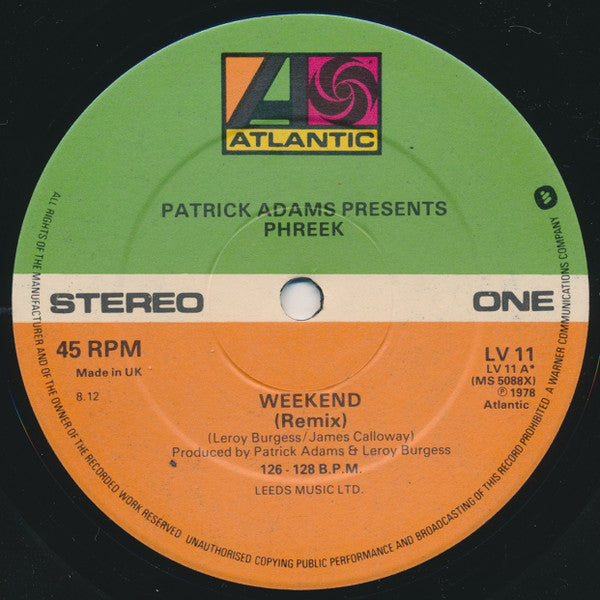 ATLANTIC
PATRICK ADAMS PRESENTS
PHREEK
STEREO
ONE
45 RPM
Made in UK
8.12
LV 11
LV 11 A*
(MS 5088X)
℗ 1978
Atlantic
WEEKEND
(Remix)
(Leroy Burgess/James Calloway)
Produced by Patrick Adams & Leroy Burgess
126 - 128 B.P.M.
LEEDS MUSIC LTD.
ALL RIGHTS OF THE MANUFACTURER AND OF THE OWNER OF THE RECORDED WORK RESERVED. UNAUTHORISED COPYING PUBLIC PERFORMANCE AND BROADCASTING OF THIS RECORD PROHIBITED. A WARNER COMMUNICATIONS COMPANY